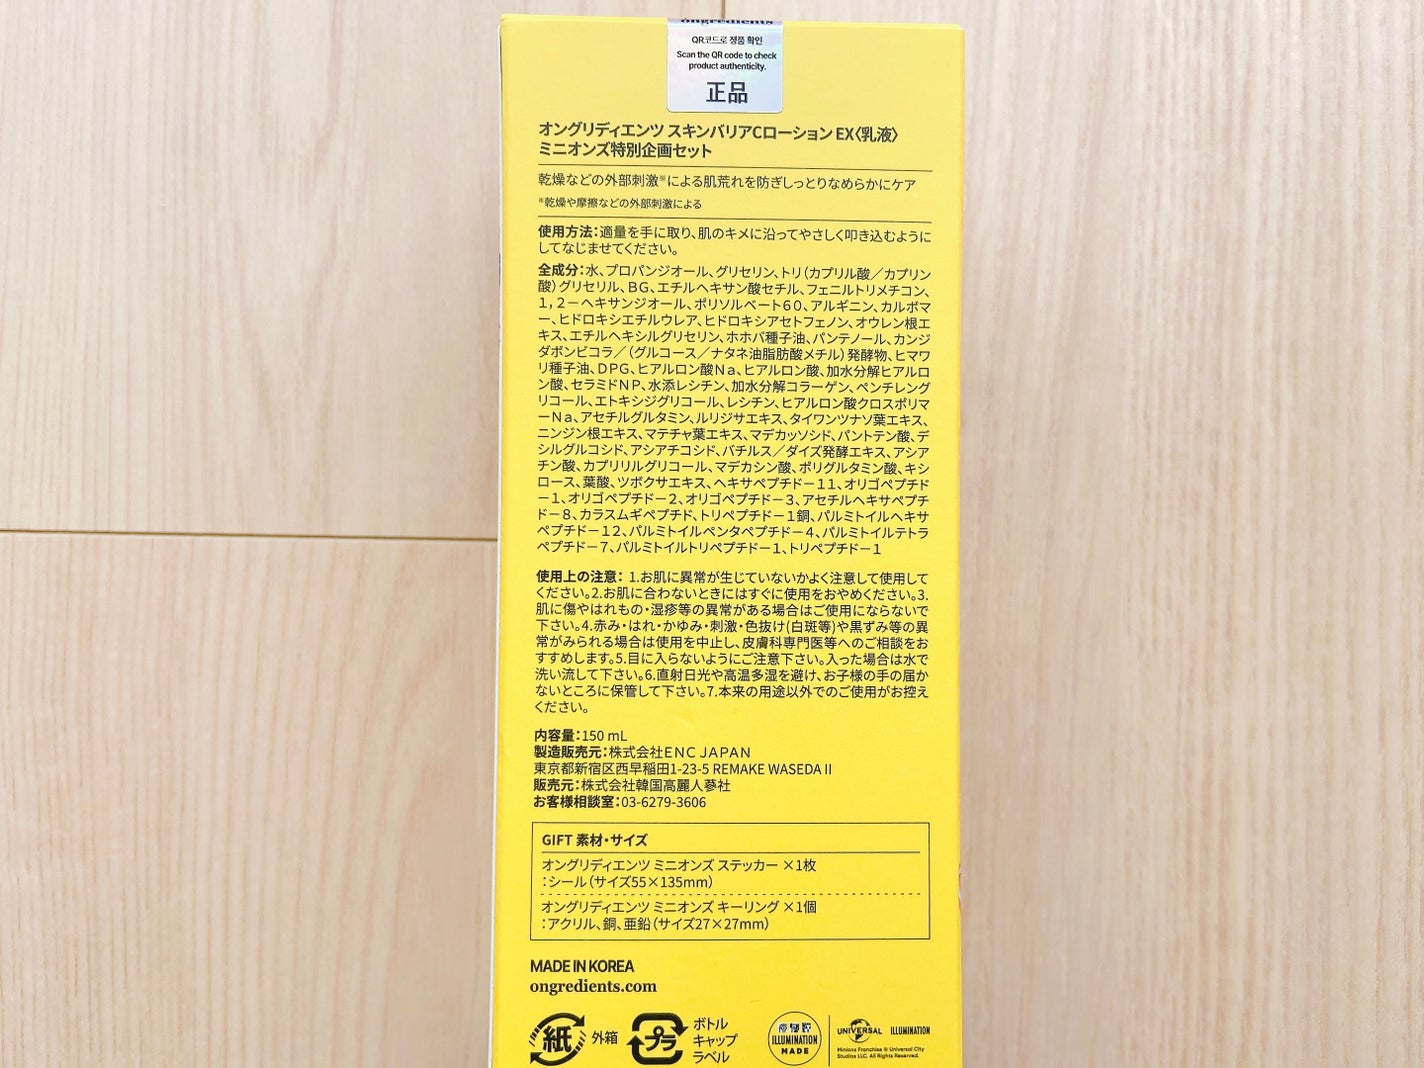 ongredients
QR코드로 정품 확인
Scan the QR code to check
product authenticity.
正品
オングリディエンツ スキンバリアCローション EX〈乳液〉
ミニオンズ特別企画セット
乾燥などの外部刺激※による肌荒れを防ぎしっとりなめらかにケア
※乾燥や摩擦などの外部刺激による
使用方法：適量を手に取り、肌のキメに沿ってやさしく叩き込むように
してなじませてください。
全成分：水、プロパンジオール、グリセリン、トリ（カプリル酸／カプリン
酸）グリセリル、BG、エチルヘキサン酸セチル、フェニルトリメチコン、
1，2－ヘキサンジオール、ポリソルベート60、アルギニン、カルボマ
ー、ヒドロキシエチルウレア、ヒドロキシアセトフェノン、オウレン根エ
キス、エチルヘキシルグリセリン、ホホバ種子油、パンテノール、カンジ
ダボンビコラ／（グルコース／ナタネ油脂肪酸メチル）発酵物、ヒマワ
リ種子油、DPG、ヒアルロン酸Na、ヒアルロン酸、加水分解ヒアルロ
ン酸、セラミドNP、水添レシチン、加水分解コラーゲン、ペンチレング
リコール、エトキシジグリコール、レシチン、ヒアルロン酸クロスポリマ
ーNa、アセチルグルタミン、ルリジサエキス、タイワンツナソ葉エキス、
ニンジン根エキス、マテチャ葉エキス、マデカッソシド、パントテン酸、デ
シルグルコシド、アシアチコシド、バチルス／ダイズ発酵エキス、アシア
チン酸、カプリリルグリコール、マデカシン酸、ポリグルタミン酸、キシ
ロース、葉酸、ツボクサエキス、ヘキサペプチド－11、オリゴペプチド
－1、オリゴペプチド－2、オリゴペプチド－3、アセチルヘキサペプチ
ド－8、カラスムギペプチド、トリペプチド－1銅、パルミトイルヘキサ
ペプチド－12、パルミトイルペンタペプチド－4、パルミトイルテトラ
ペプチド－7、パルミトイルトリペプチド－1、トリペプチド－1
使用上の注意： 1.お肌に異常が生じていないかよく注意して使用して
ください。2.お肌に合わないときにはすぐに使用をおやめください。3.
肌に傷やはれもの・湿疹等の異常がある場合はご使用にならないで
下さい。4.赤み・はれ・かゆみ・刺激・色抜け(白斑等)や黒ずみ等の異
常がみられる場合は使用を中止し、皮膚科専門医等へのご相談をお
すすめします。5.目に入らないようにご注意下さい。入った場合は水で
洗い流して下さい。6.直射日光や高温多湿を避け、お子様の手の届か
ないところに保管して下さい。7.本来の用途以外でのご使用がお控え
ください。
内容量：150 mL
製造販売元：株式会社ENC JAPAN
東京都新宿区西早稲田1-23-5 REMAKE WASEDA II
販売元：株式会社韓国高麗人蔘社
お客様相談室：03-6279-3606
GIFT 素材・サイズ
オングリディエンツ ミニオンズ ステッカー ×1枚
：シール（サイズ55×135mm）
オングリディエンツ ミニオンズ キーリング ×1個
：アクリル、銅、亜鉛（サイズ27×27mm）
MADE IN KOREA
ongredients.com
紙 外箱
プラ ボトル
キャップ
ラベル
ILLUMINATION
MADE
UNIVERSAL ILLUMINATION
Minions Franchise © Universal City
Studios LLC. All Rights Reserved.